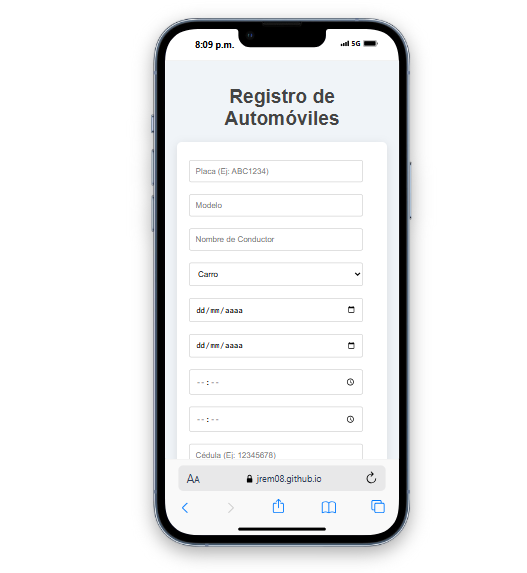 8:09 p.m.
5G
Registro de
Automóviles
Placa (Ej: ABC1234)
Modelo
Nombre de Conductor
Carro
dd/mm/aaaa
dd/mm/aaaa
--:--
--:--
Cédula (Ej: 12345678)
AA
jrem08.github.io